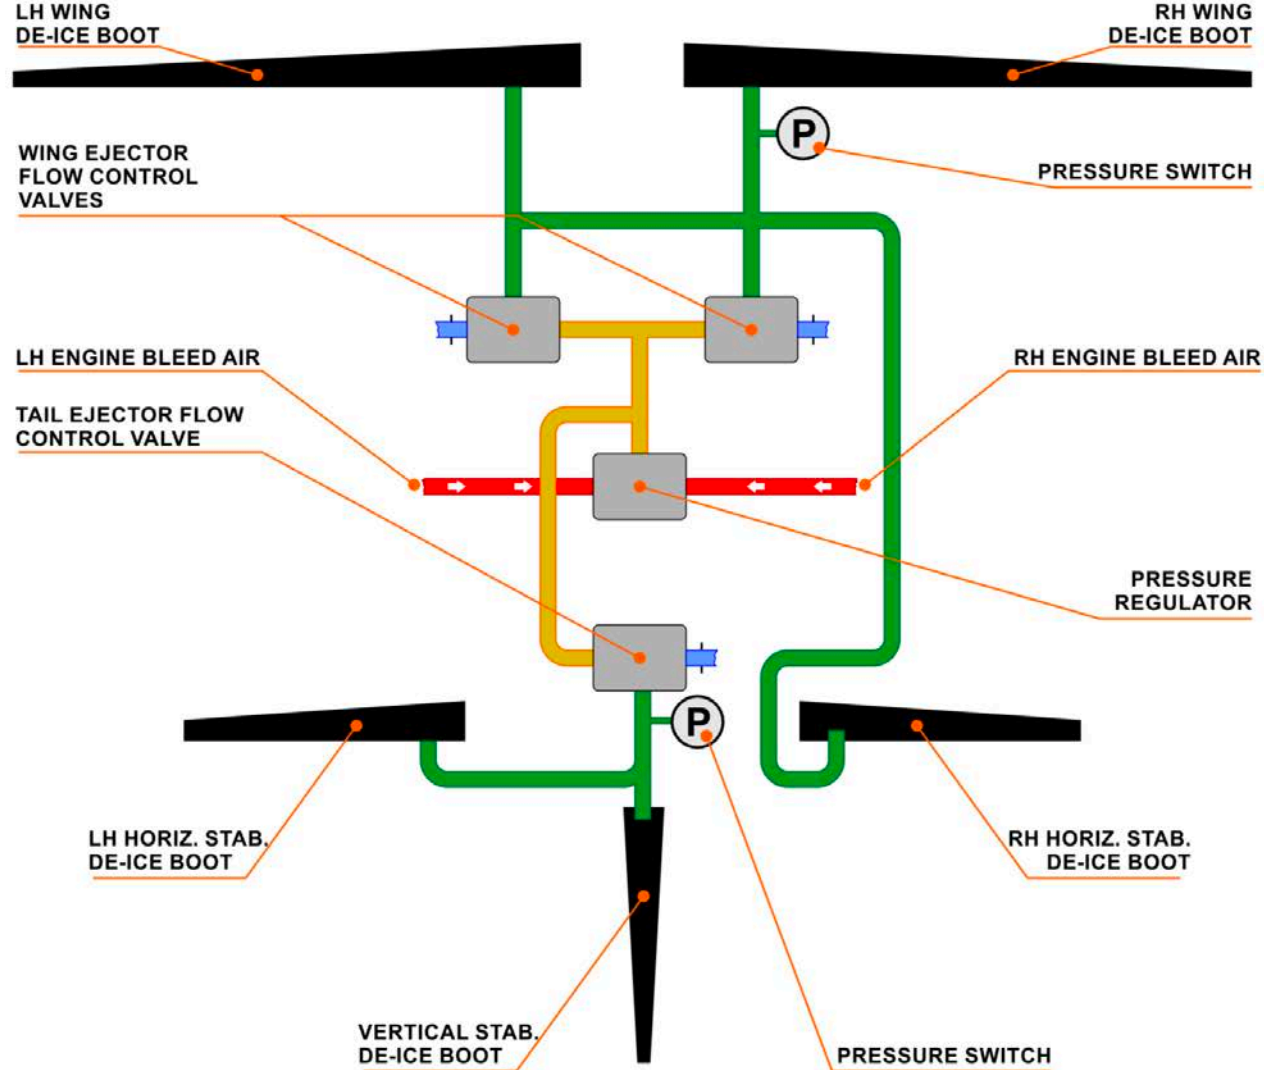 LH WING
DE-ICE BOOT
RH WING
DE-ICE BOOT
P
WING EJECTOR
FLOW CONTROL
VALVES
PRESSURE SWITCH
LH ENGINE BLEED AIR
RH ENGINE BLEED AIR
TAIL EJECTOR FLOW
CONTROL VALVE
PRESSURE
REGULATOR
P
LH HORIZ. STAB.
DE-ICE BOOT
RH HORIZ. STAB.
DE-ICE BOOT
VERTICAL STAB.
DE-ICE BOOT
PRESSURE SWITCH